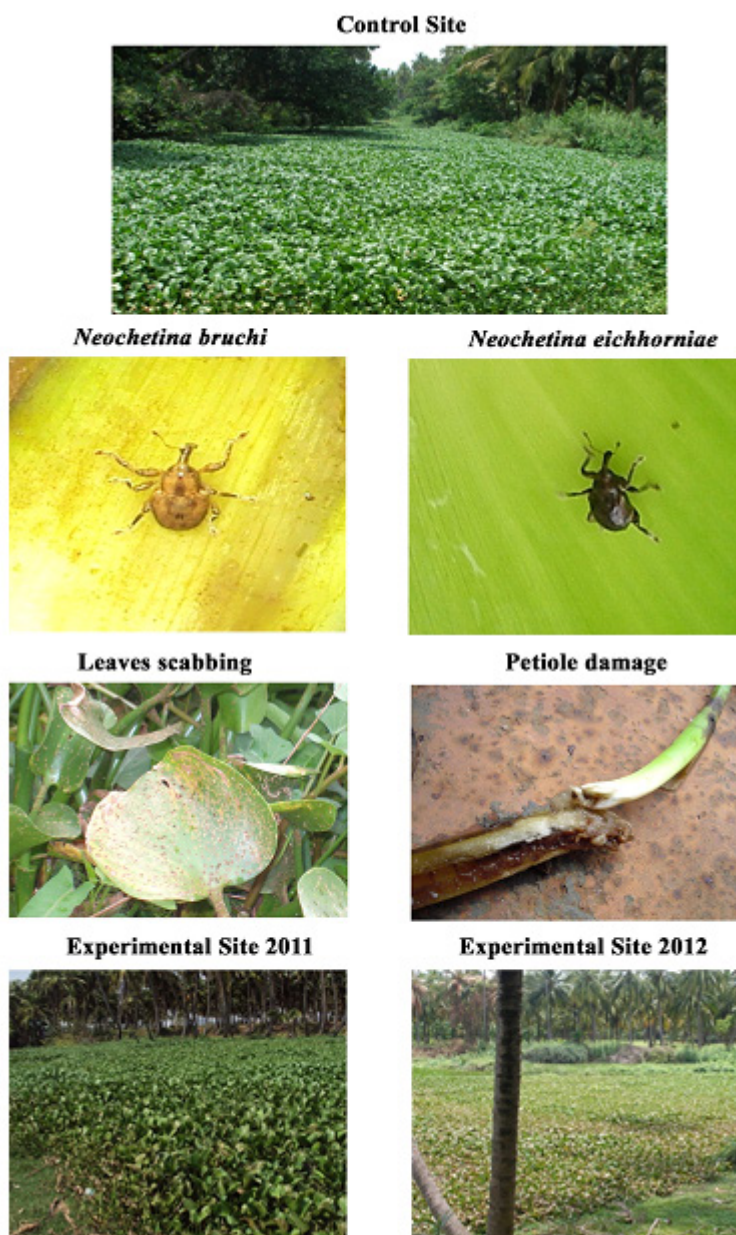 Control Site
Neochetina bruchi
Neochetina eichhorniae
Leaves scabbing
Petiole damage
Experimental Site 2011
Experimental Site 2012